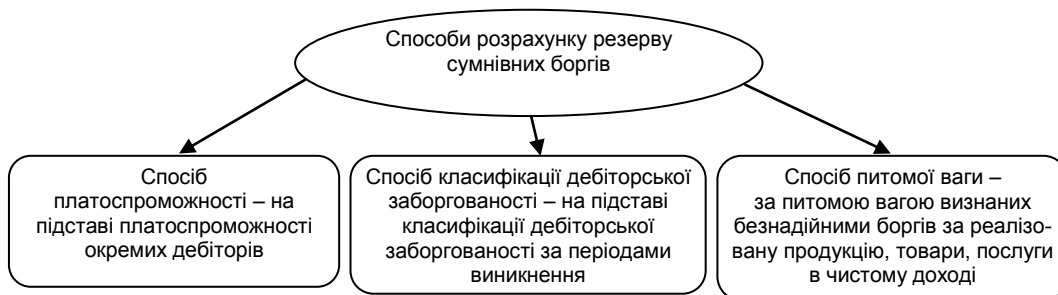 Способи розрахунку резерву
сумнівних боргів
Спосіб
платоспроможності – на
підставі платоспроможності
окремих дебіторів
Спосіб класифікації дебіторської
заборгованості – на підставі
класифікації дебіторської
заборгованості за періодами
виникнення
Спосіб питомої ваги –
за питомою вагою визнаних
безнадійними боргів за реалізо-
вану продукцію, товари, послуги
в чистому доході